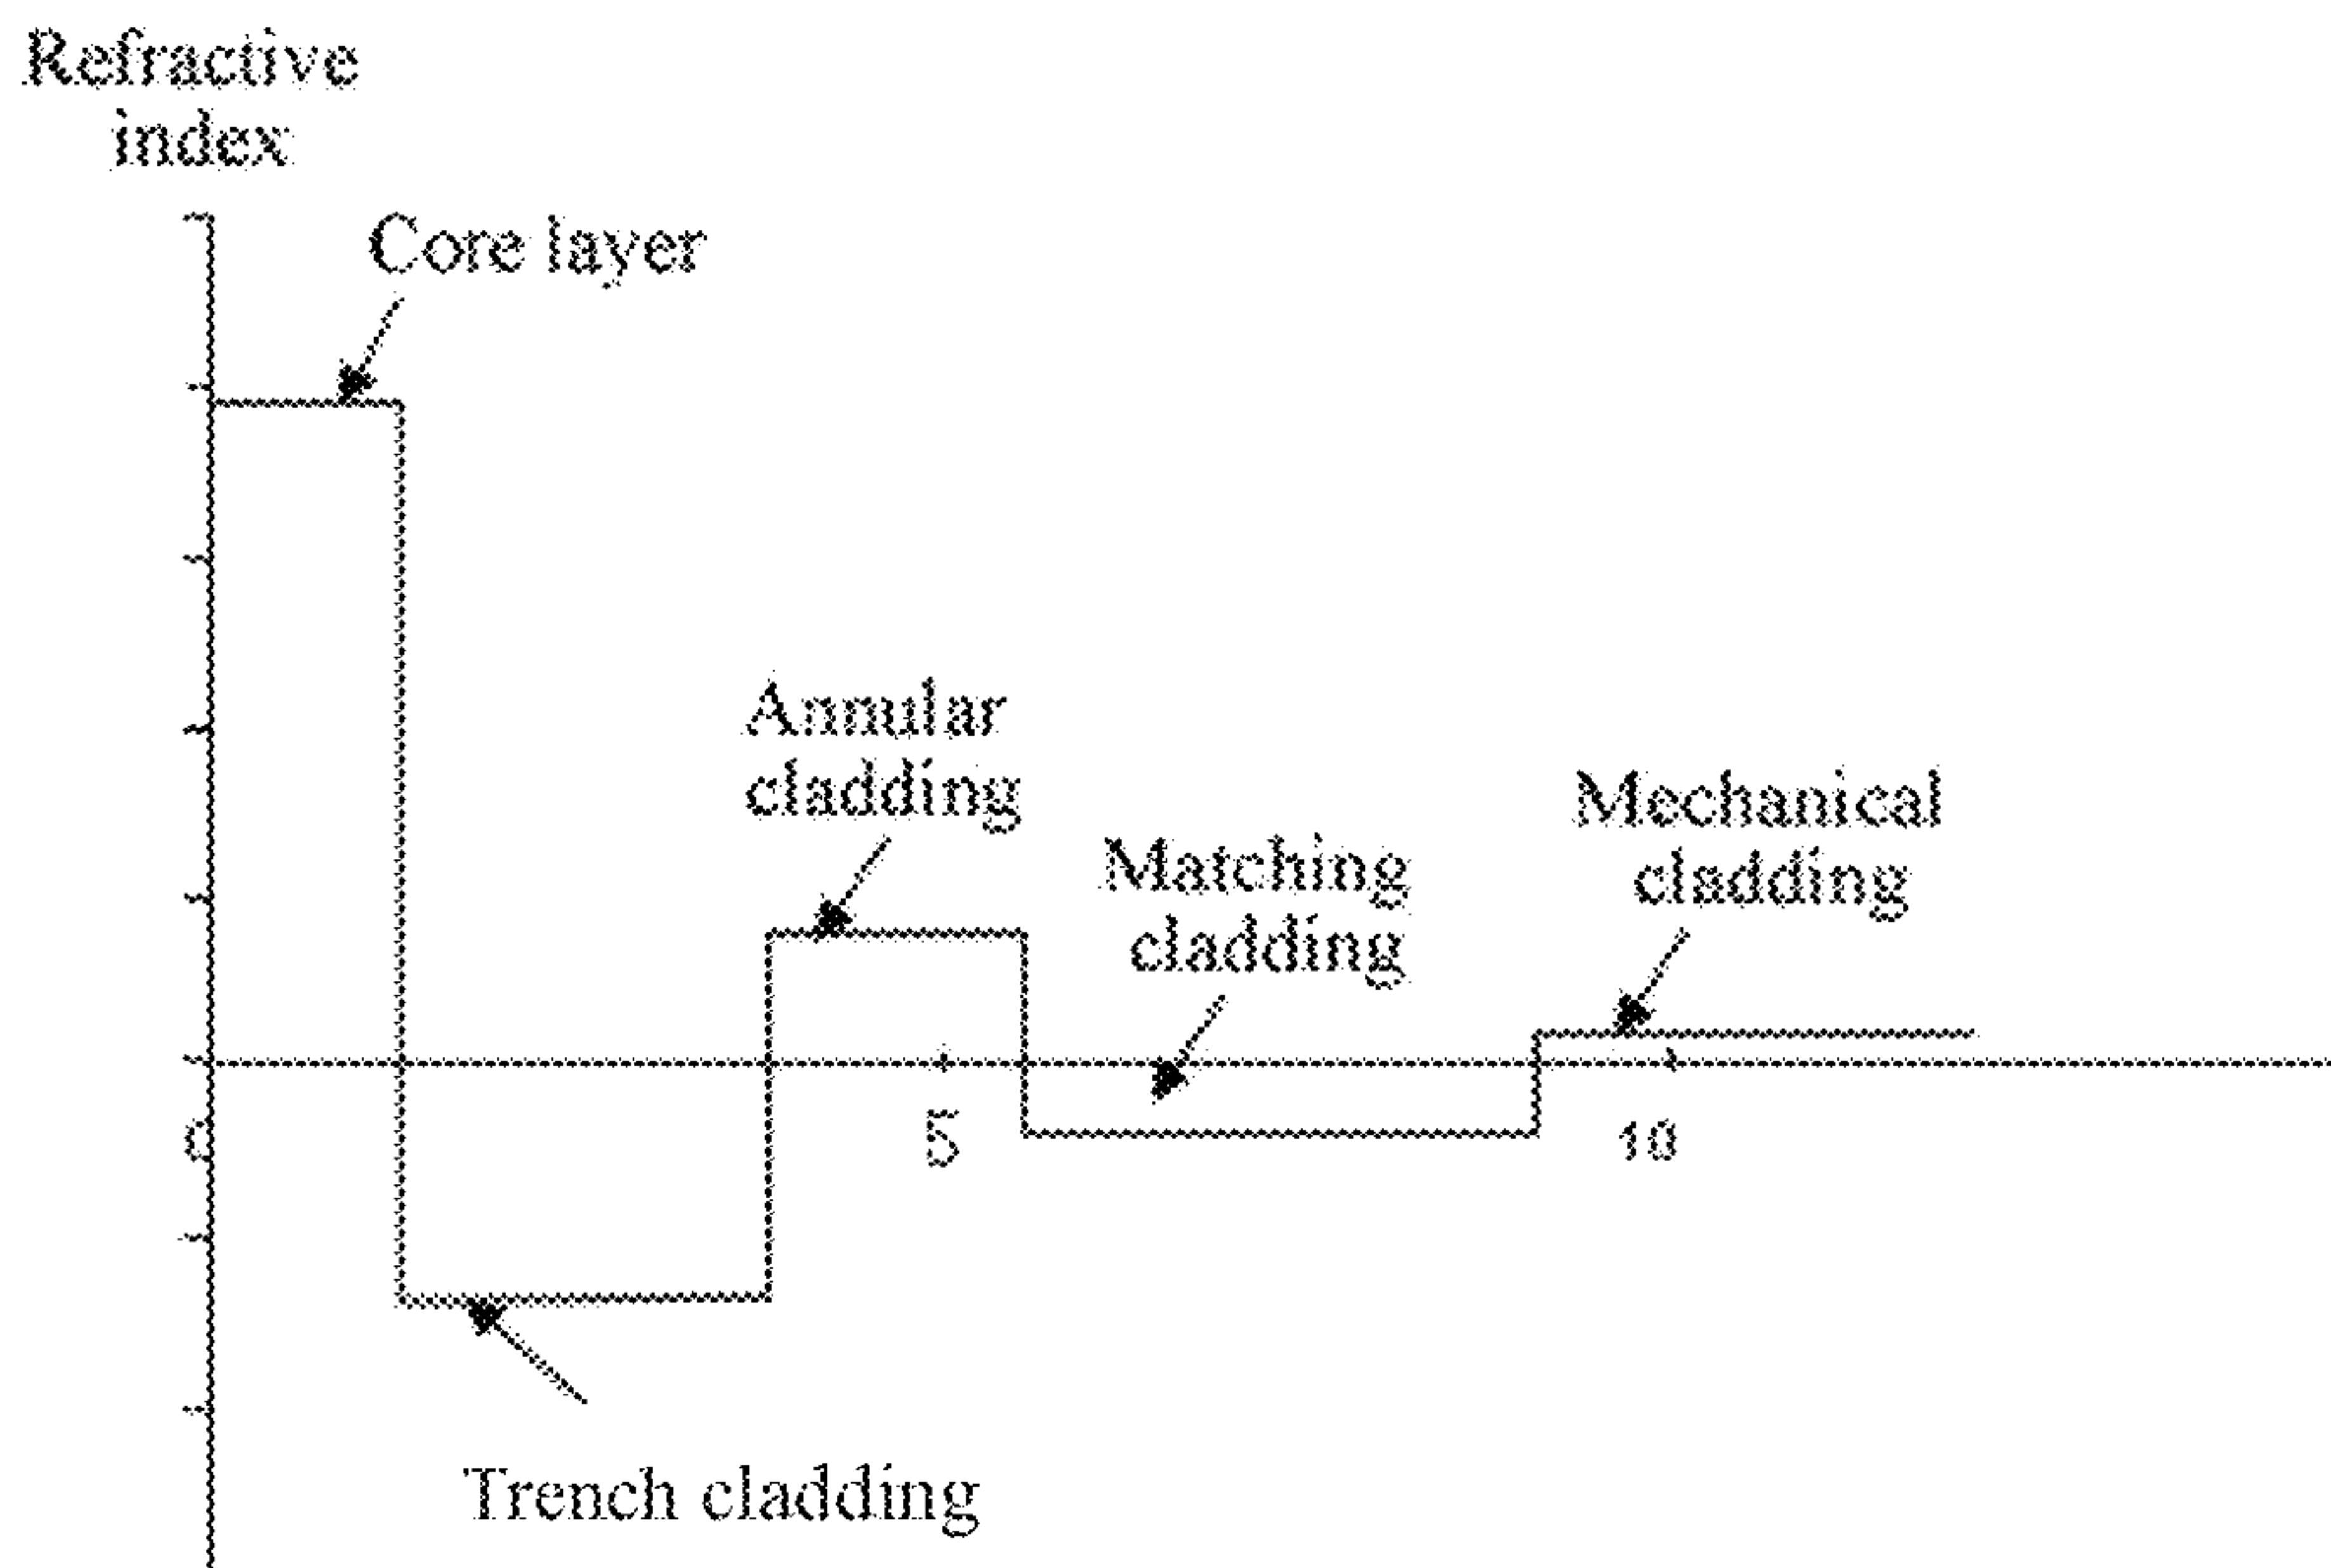 Refractive
index
Core layer
Annular
cladding
Matching
cladding
Mechanical
cladding
0
5
10
Trench cladding